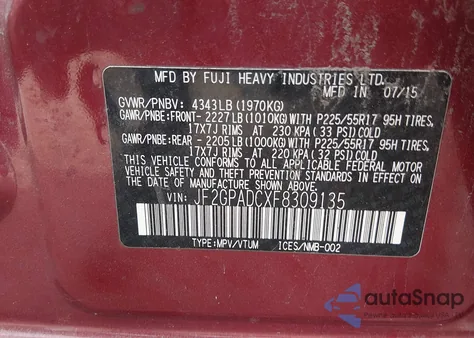 MFD BY FUJI HEAVY INDUSTRIES LTD.
MFD IN 07/15
GVWR/PNBV: 4343LB (1970KG)
GAWR/PNBE:FRONT- 2227LB (1010KG) WITH P225/55R17 95H TIRES,
17X7J RIMS AT 230 KPA(33 PSI)COLD
GAWR/PNBE:REAR - 2205LB (1000KG) WITH P225/55R17 95H TIRES,
17X7J RIMS AT 220 KPA(32 PSI)COLD
THIS VEHICLE CONFORMS TO ALL APPLICABLE FEDERAL MOTOR
VEHICLE SAFETY AND THEFT PREVENTION STANDARDS IN EFFECT
ON THE DATE OF MANUFACTURE SHOWN ABOVE.
VIN: JF2GPADCXF8309135
TYPE:MPV/VTUM ICES/NMB-002
autoSnap